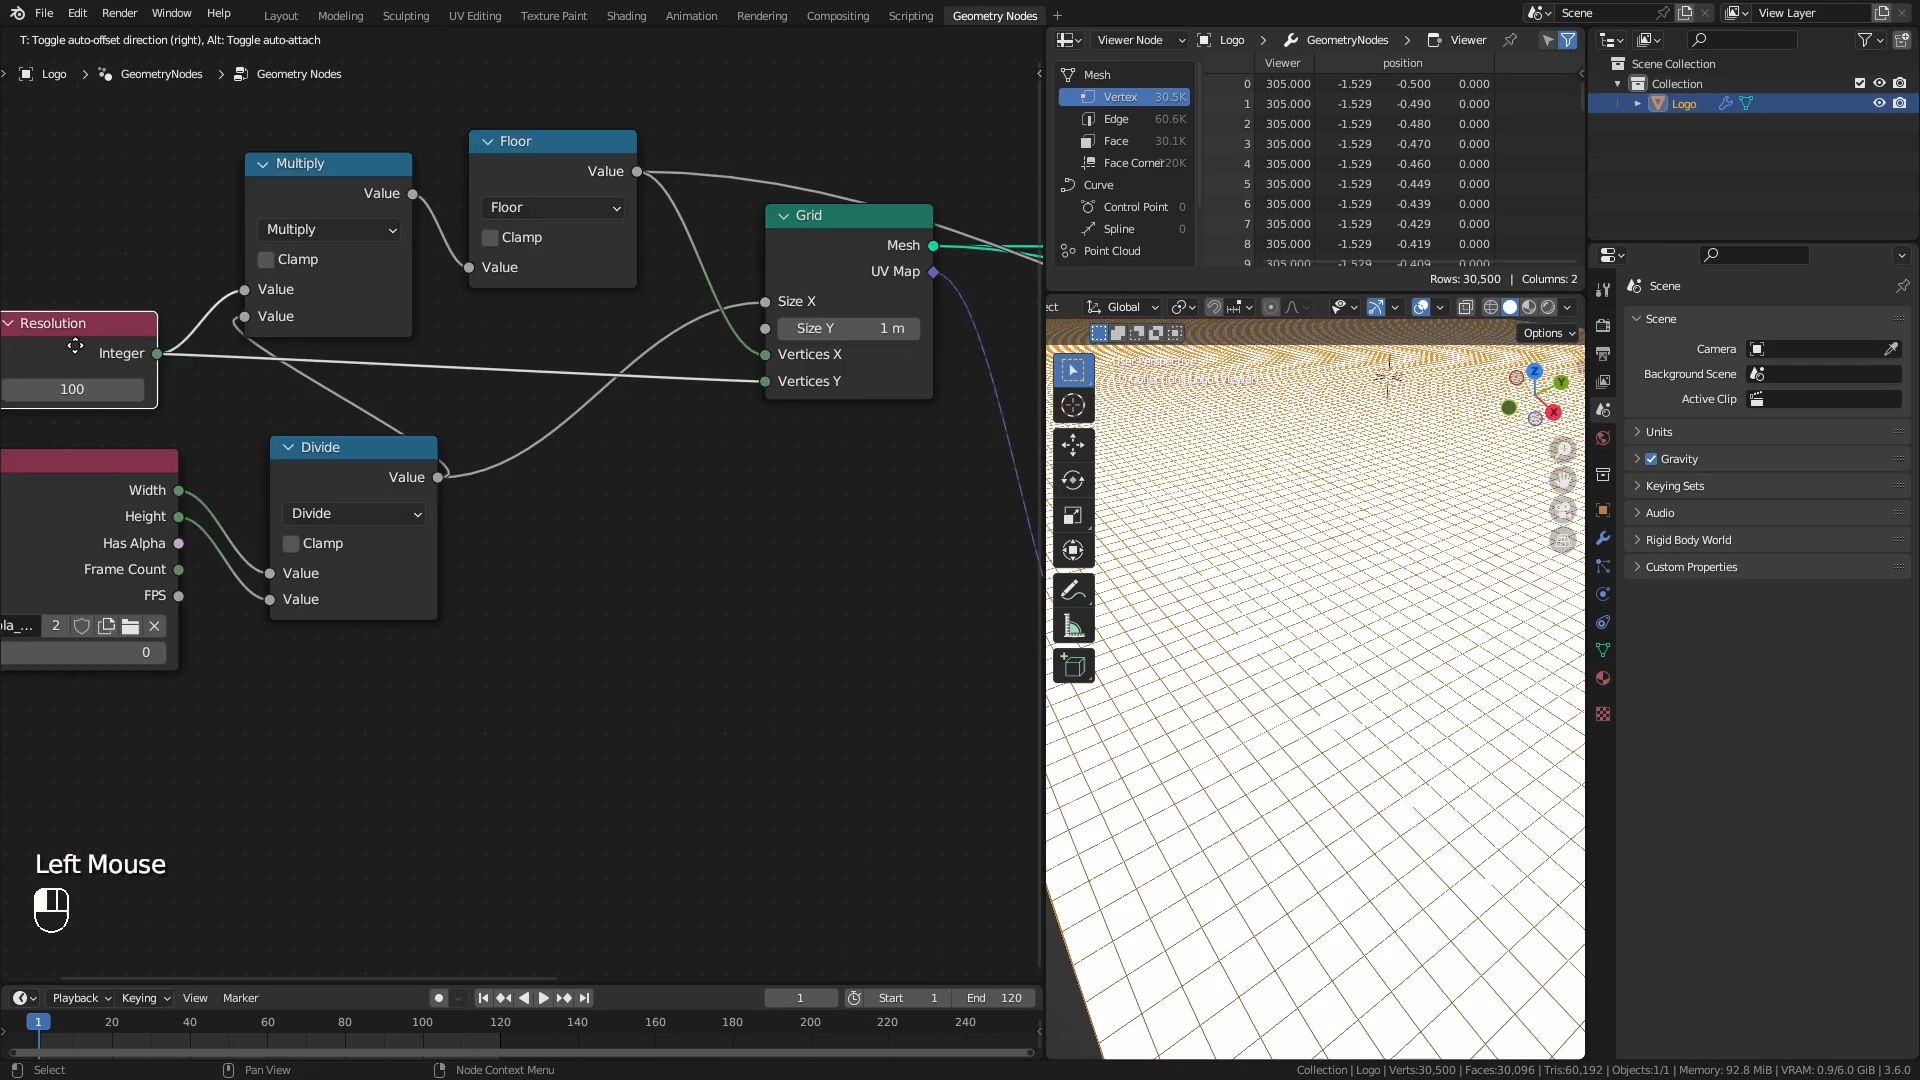 File Edit Render Window Help
Layout Modeling Sculpting UV Editing Texture Paint Shading Animation Rendering Compositing Scripting Geometry Nodes +
Scene
View Layer
T: Toggle auto-offset direction (right), Alt: Toggle auto-attach
Logo > GeometryNodes > Geometry Nodes
Multiply
Value
Multiply
Clamp
Value
Value
Floor
Value
Floor
Clamp
Value
Grid
Mesh
UV Map
Size X
Size Y 1 m
Vertices X
Vertices Y
Resolution
Integer
100
Divide
Value
Divide
Clamp
Value
Value
Width
Height
Has Alpha
Frame Count
FPS
ola_... 2
0
Left Mouse
Playback Keying View Marker
1
Start 1
End 120
1 20 40 60 80 100 120 140 160 180 200 220 240
Select Pan View Node Context Menu
Viewer Node Logo > GeometryNodes > Viewer
Mesh
Vertex 30.5K
Edge 60.6K
Face 30.1K
Face Corner 20K
Curve
Control Point 0
Spline 0
Point Cloud
Viewer position
0 305.000 -1.529 -0.500 0.000
1 305.000 -1.529 -0.490 0.000
2 305.000 -1.529 -0.480 0.000
3 305.000 -1.529 -0.470 0.000
4 305.000 -1.529 -0.460 0.000
5 305.000 -1.529 -0.449 0.000
6 305.000 -1.529 -0.439 0.000
7 305.000 -1.529 -0.429 0.000
8 305.000 -1.529 -0.419 0.000
9 305.000 -1.529 -0.409 0.000
Rows: 30,500 | Columns: 2
ect Global
Options
User Perspective
Z
Y
X
Scene Collection
Collection
Logo
Scene
Scene
Camera
Background Scene
Active Clip
Units
Gravity
Keying Sets
Audio
Rigid Body World
Custom Properties
Collection | Logo | Verts:30,500 | Faces:30,096 | Tris:60,192 | Objects:1/1 | Memory: 92.8 MiB | VRAM: 0.9/6.0 GiB | 3.6.0